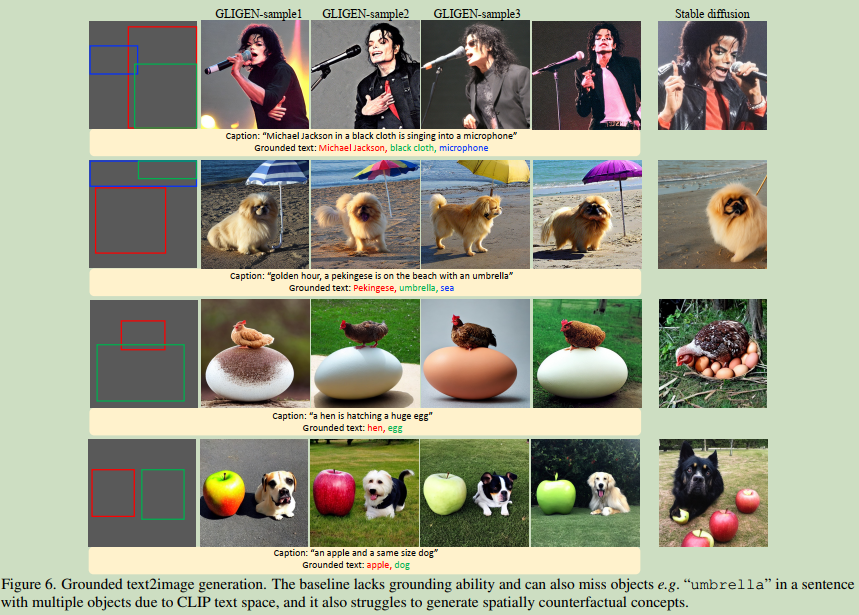 GLIGEN-sample1 GLIGEN-sample2 GLIGEN-sample3 Stable diffusion
Caption: “Michael Jackson in a black cloth is singing into a microphone”
Grounded text: Michael Jackson, black cloth, microphone
Caption: “golden hour, a pekingese is on the beach with an umbrella”
Grounded text: Pekingese, umbrella, sea
Caption: “a hen is hatching a huge egg”
Grounded text: hen, egg
Caption: “an apple and a same size dog”
Grounded text: apple, dog
Figure 6. Grounded text2image generation. The baseline lacks grounding ability and can also miss objects e.g. “umbrella” in a sentence
with multiple objects due to CLIP text space, and it also struggles to generate spatially counterfactual concepts.